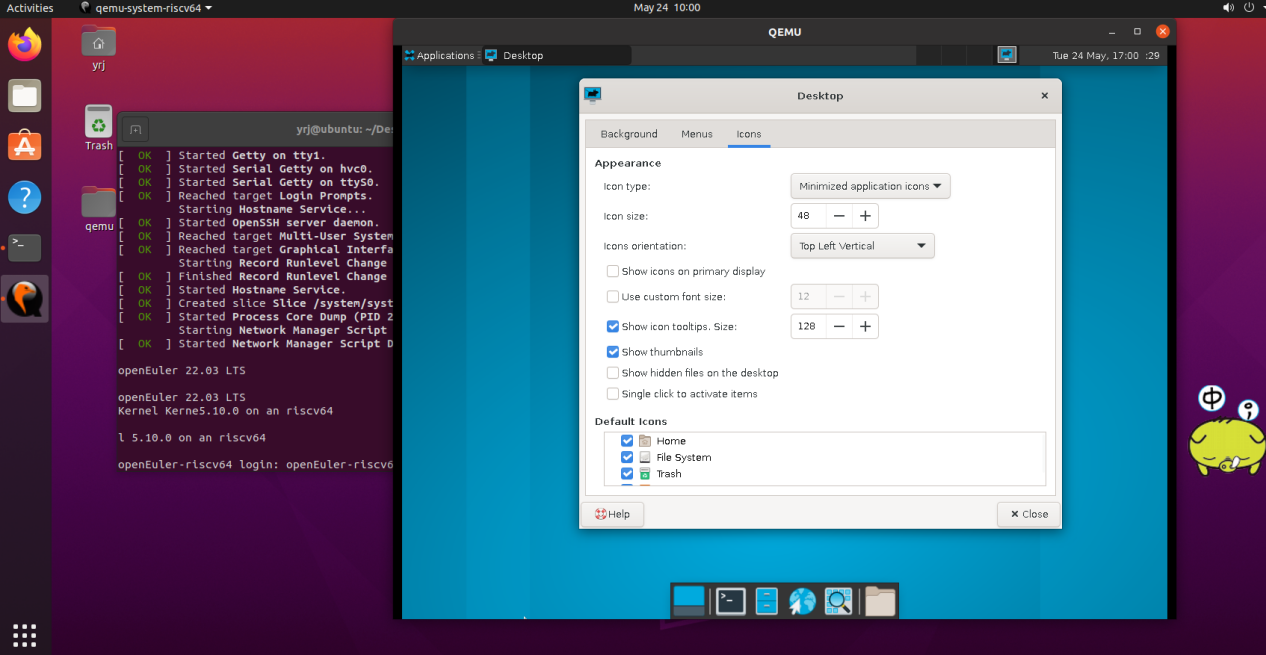 Activities
qemu-system-riscv64
May 24 10:00
yrj
Trash
qemu
yrj@ubuntu: ~/Des
[ OK ] Started Getty on tty1.
[ OK ] Started Serial Getty on hvc0.
[ OK ] Started Serial Getty on ttyS0.
[ OK ] Reached target Login Prompts.
Starting Hostname Service...
[ OK ] Started OpenSSH server daemon.
[ OK ] Reached target Multi-User System
[ OK ] Reached target Graphical Interfa
Starting Record Runlevel Change
[ OK ] Finished Record Runlevel Change
[ OK ] Started Hostname Service.
[ OK ] Created slice Slice /system/syst
[ OK ] Started Process Core Dump (PID 2
Starting Network Manager Script
[ OK ] Started Network Manager Script D
openEuler 22.03 LTS
openEuler 22.03 LTS
Kernel Kerne5.10.0 on an riscv64
l 5.10.0 on an riscv64
openEuler-riscv64 login: openEuler-riscv6
QEMU
Applications
Desktop
Tue 24 May, 17:00 :29
Desktop
Background Menus Icons
Appearance
Icon type: Minimized application icons
Icon size: 48
Icons orientation: Top Left Vertical
Show icons on primary display
Use custom font size: 12
Show icon tooltips. Size: 128
Show thumbnails
Show hidden files on the desktop
Single click to activate items
Default Icons
Home
File System
Trash
Help
Close
中